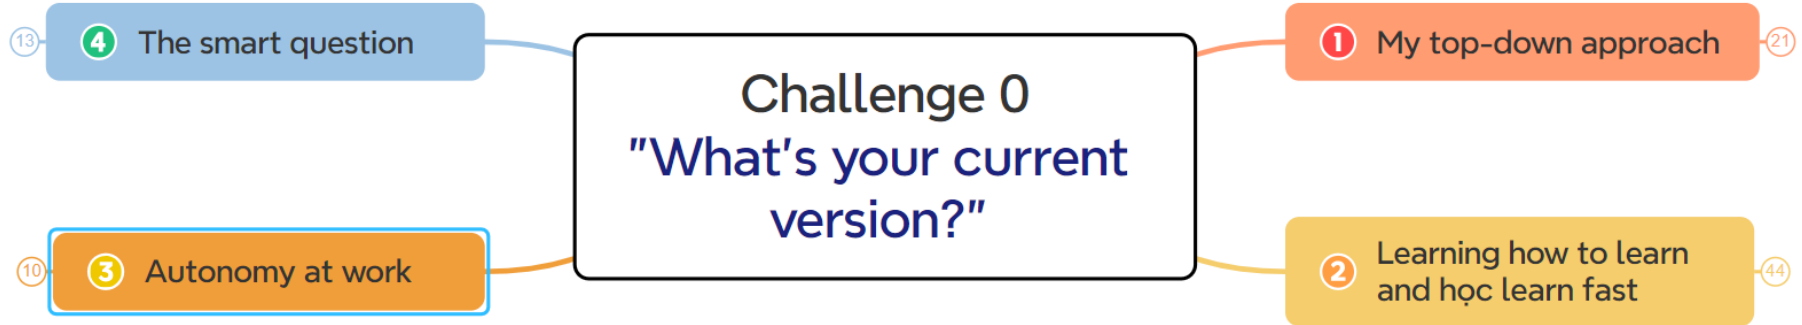 Challenge 0
"What's your current
version?"
1 My top-down approach 21
2 Learning how to learn
and học learn fast 44
3 Autonomy at work 10
4 The smart question 13